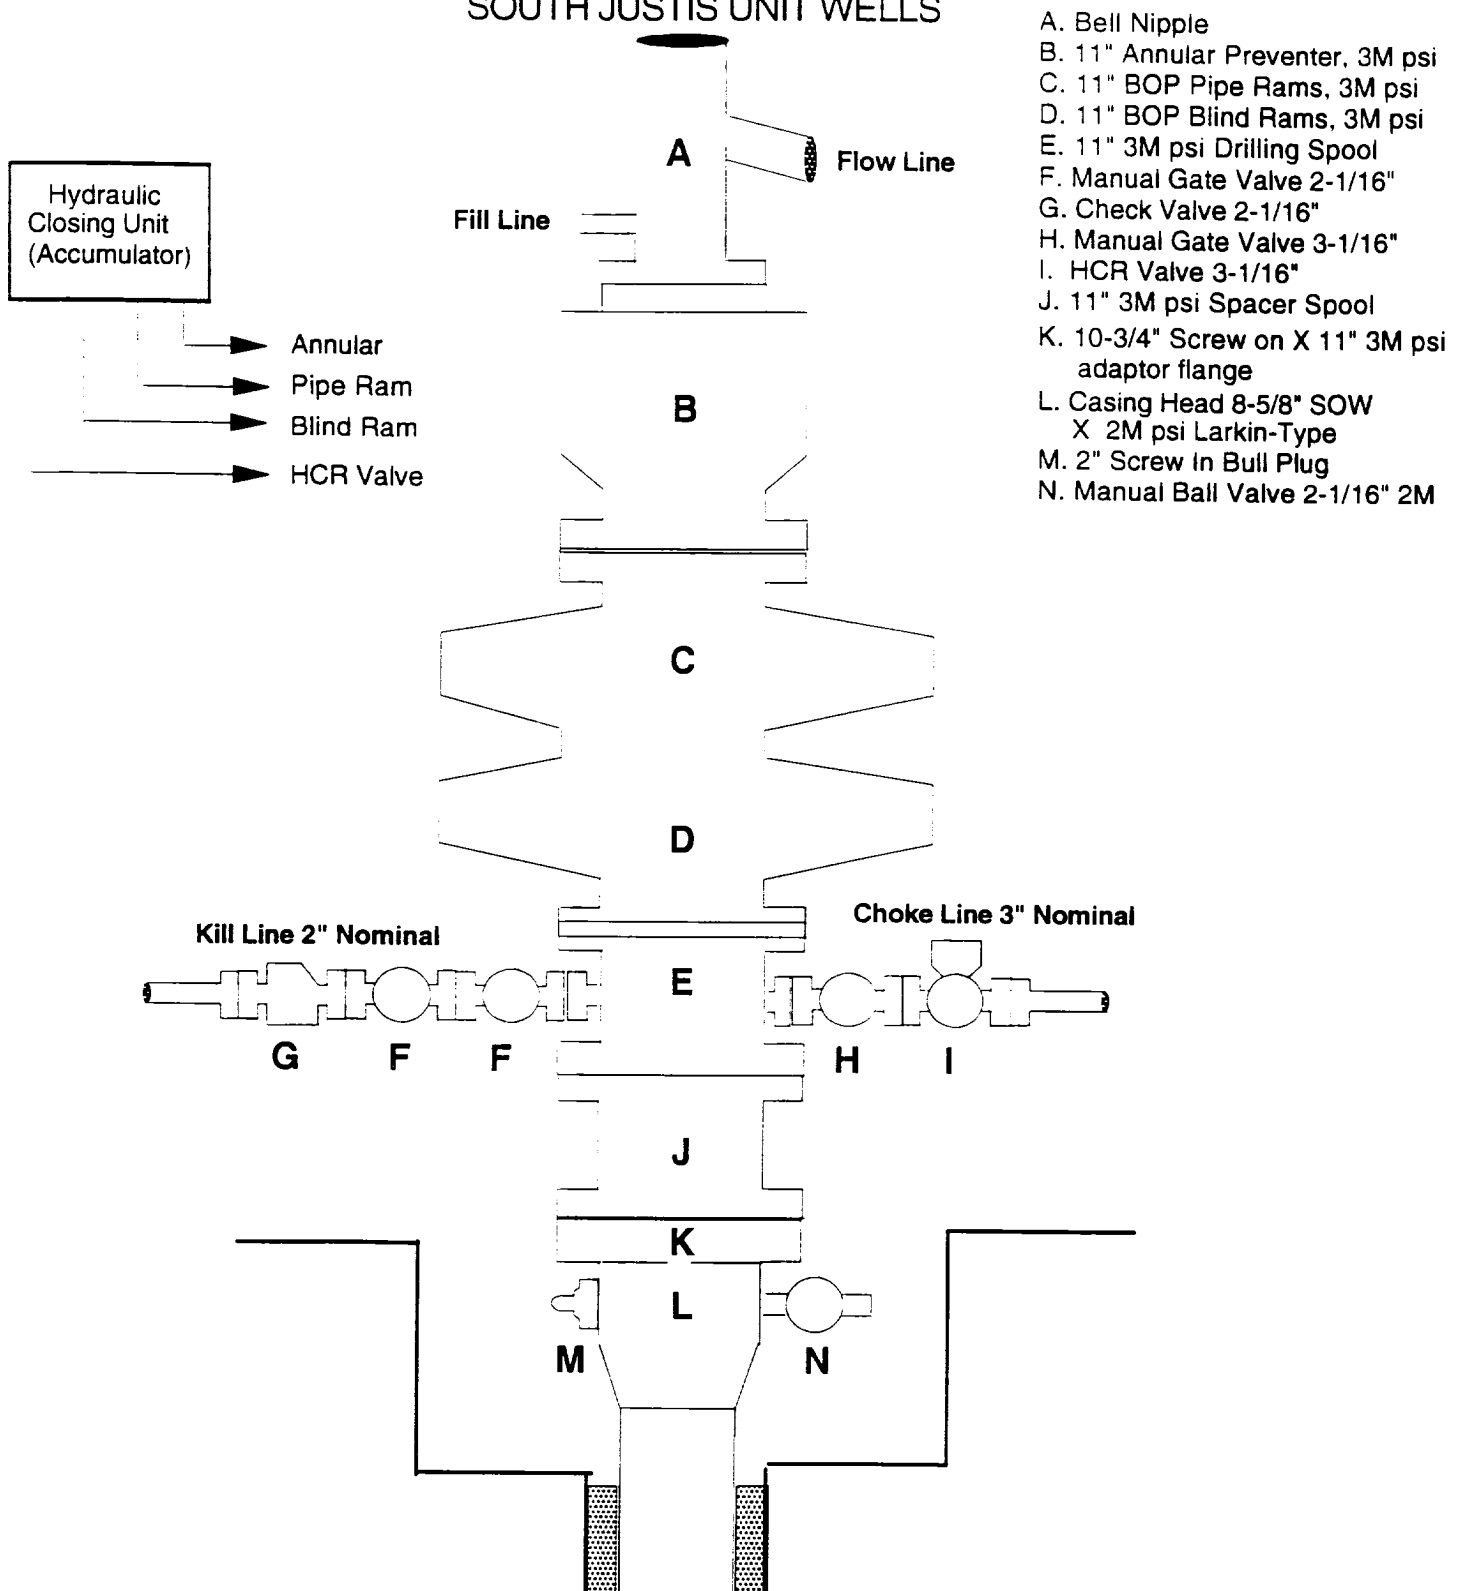 SOUTH JUSTIS UNIT WELLS
A. Bell Nipple
B. 11" Annular Preventer, 3M psi
C. 11" BOP Pipe Rams, 3M psi
D. 11" BOP Blind Rams, 3M psi
E. 11" 3M psi Drilling Spool
F. Manual Gate Valve 2-1/16"
G. Check Valve 2-1/16"
H. Manual Gate Valve 3-1/16"
I. HCR Valve 3-1/16"
J. 11" 3M psi Spacer Spool
K. 10-3/4" Screw on X 11" 3M psi
adaptor flange
L. Casing Head 8-5/8" SOW
X 2M psi Larkin-Type
M. 2" Screw in Bull Plug
N. Manual Ball Valve 2-1/16" 2M
Hydraulic
Closing Unit
(Accumulator)
Annular
Pipe Ram
Blind Ram
HCR Valve
A
Flow Line
Fill Line
B
C
D
Kill Line 2" Nominal
Choke Line 3" Nominal
E
G F F H I
J
K
L
M N